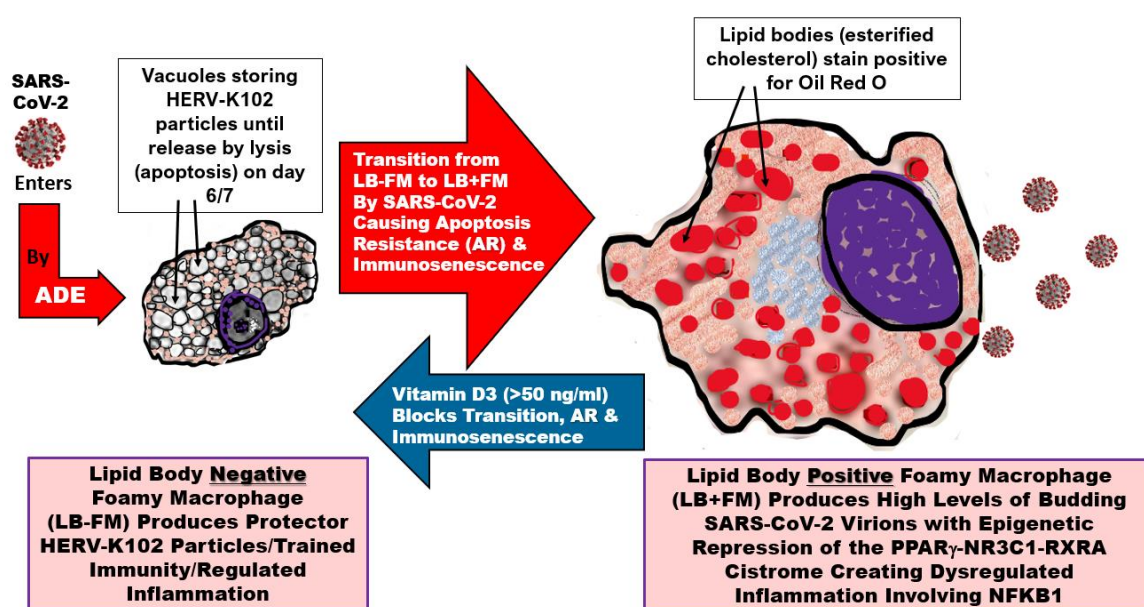 SARS-
CoV-2
Enters
By
ADE
Vacuoles storing
HERV-K102
particles until
release by lysis
(apoptosis) on day
6/7
Transition from
LB-FM to LB+FM
By SARS-CoV-2
Causing Apoptosis
Resistance (AR) &
Immunosenescence
Lipid bodies (esterified
cholesterol) stain positive
for Oil Red O
Vitamin D3 (>50 ng/ml)
Blocks Transition, AR &
Immunosenescence
Lipid Body Negative
Foamy Macrophage
(LB-FM) Produces Protector
HERV-K102 Particles/Trained
Immunity/Regulated
Inflammation
Lipid Body Positive Foamy Macrophage
(LB+FM) Produces High Levels of Budding
SARS-CoV-2 Virions with Epigenetic
Repression of the PPARγ-NR3C1-RXRA
Cistrome Creating Dysregulated
Inflammation Involving NFKB1